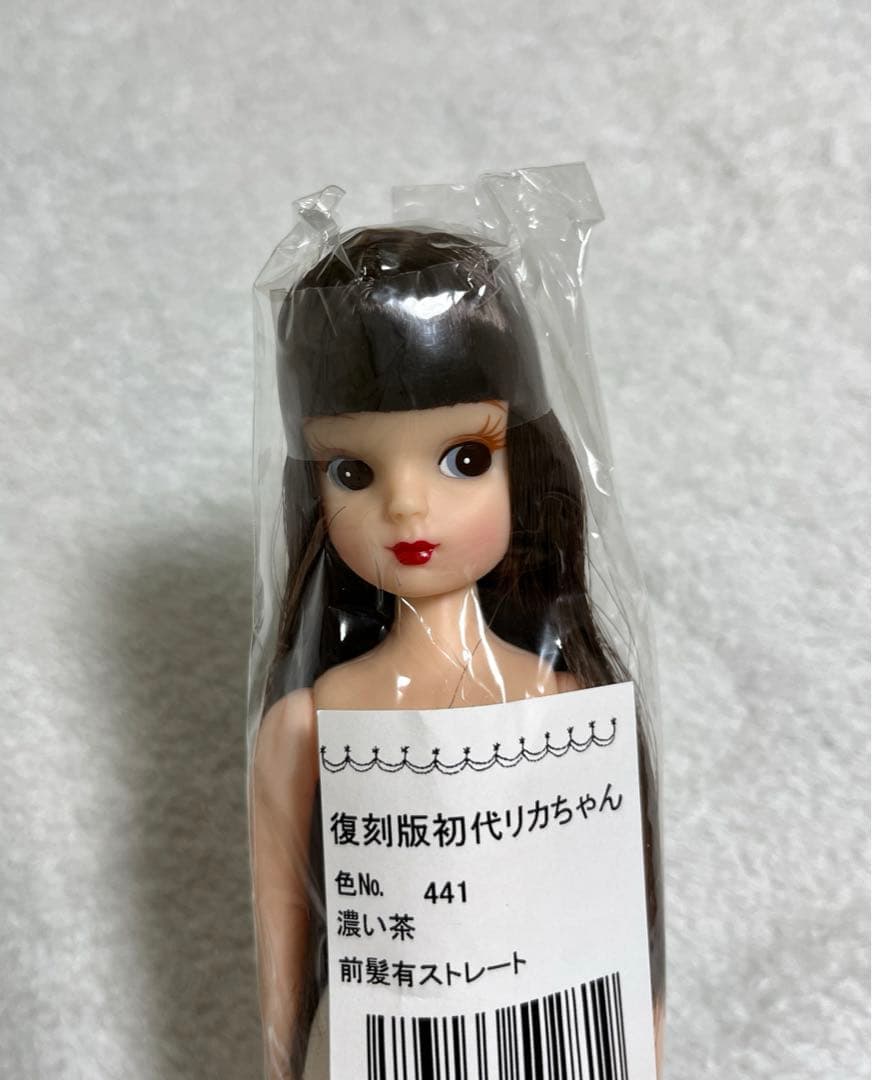 復刻版初代リカちゃん
色No. 441
濃い茶
前髪有ストレート